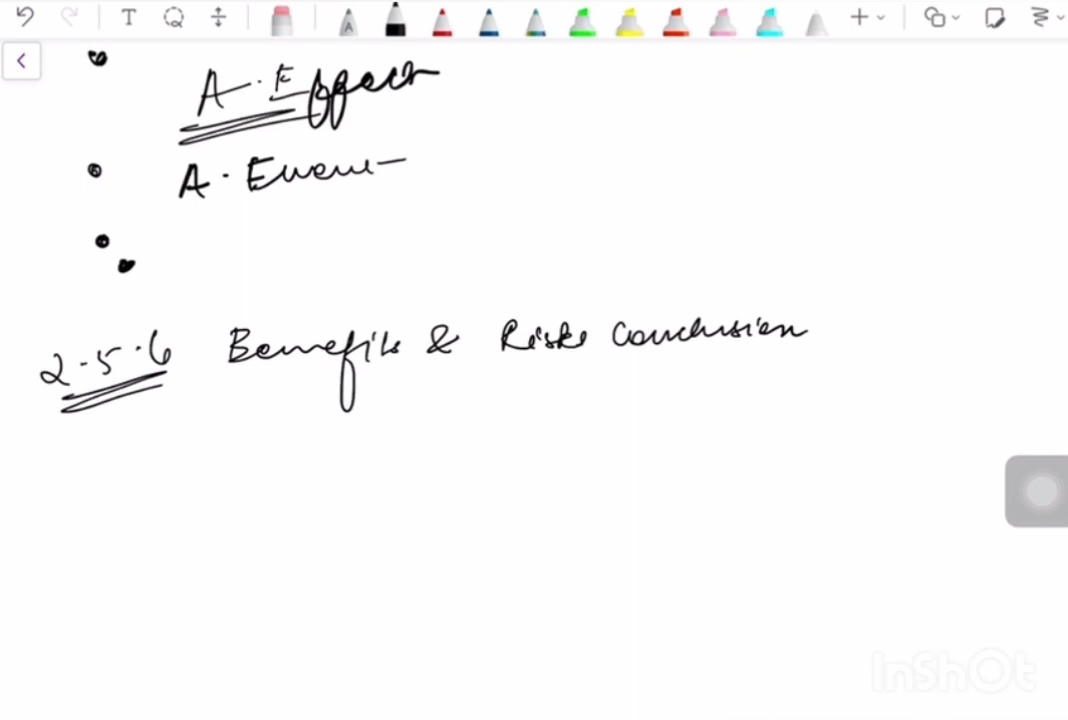 A. Effect
A. Event
2.5.6 Benefits & Risks Conclusion
InShOt